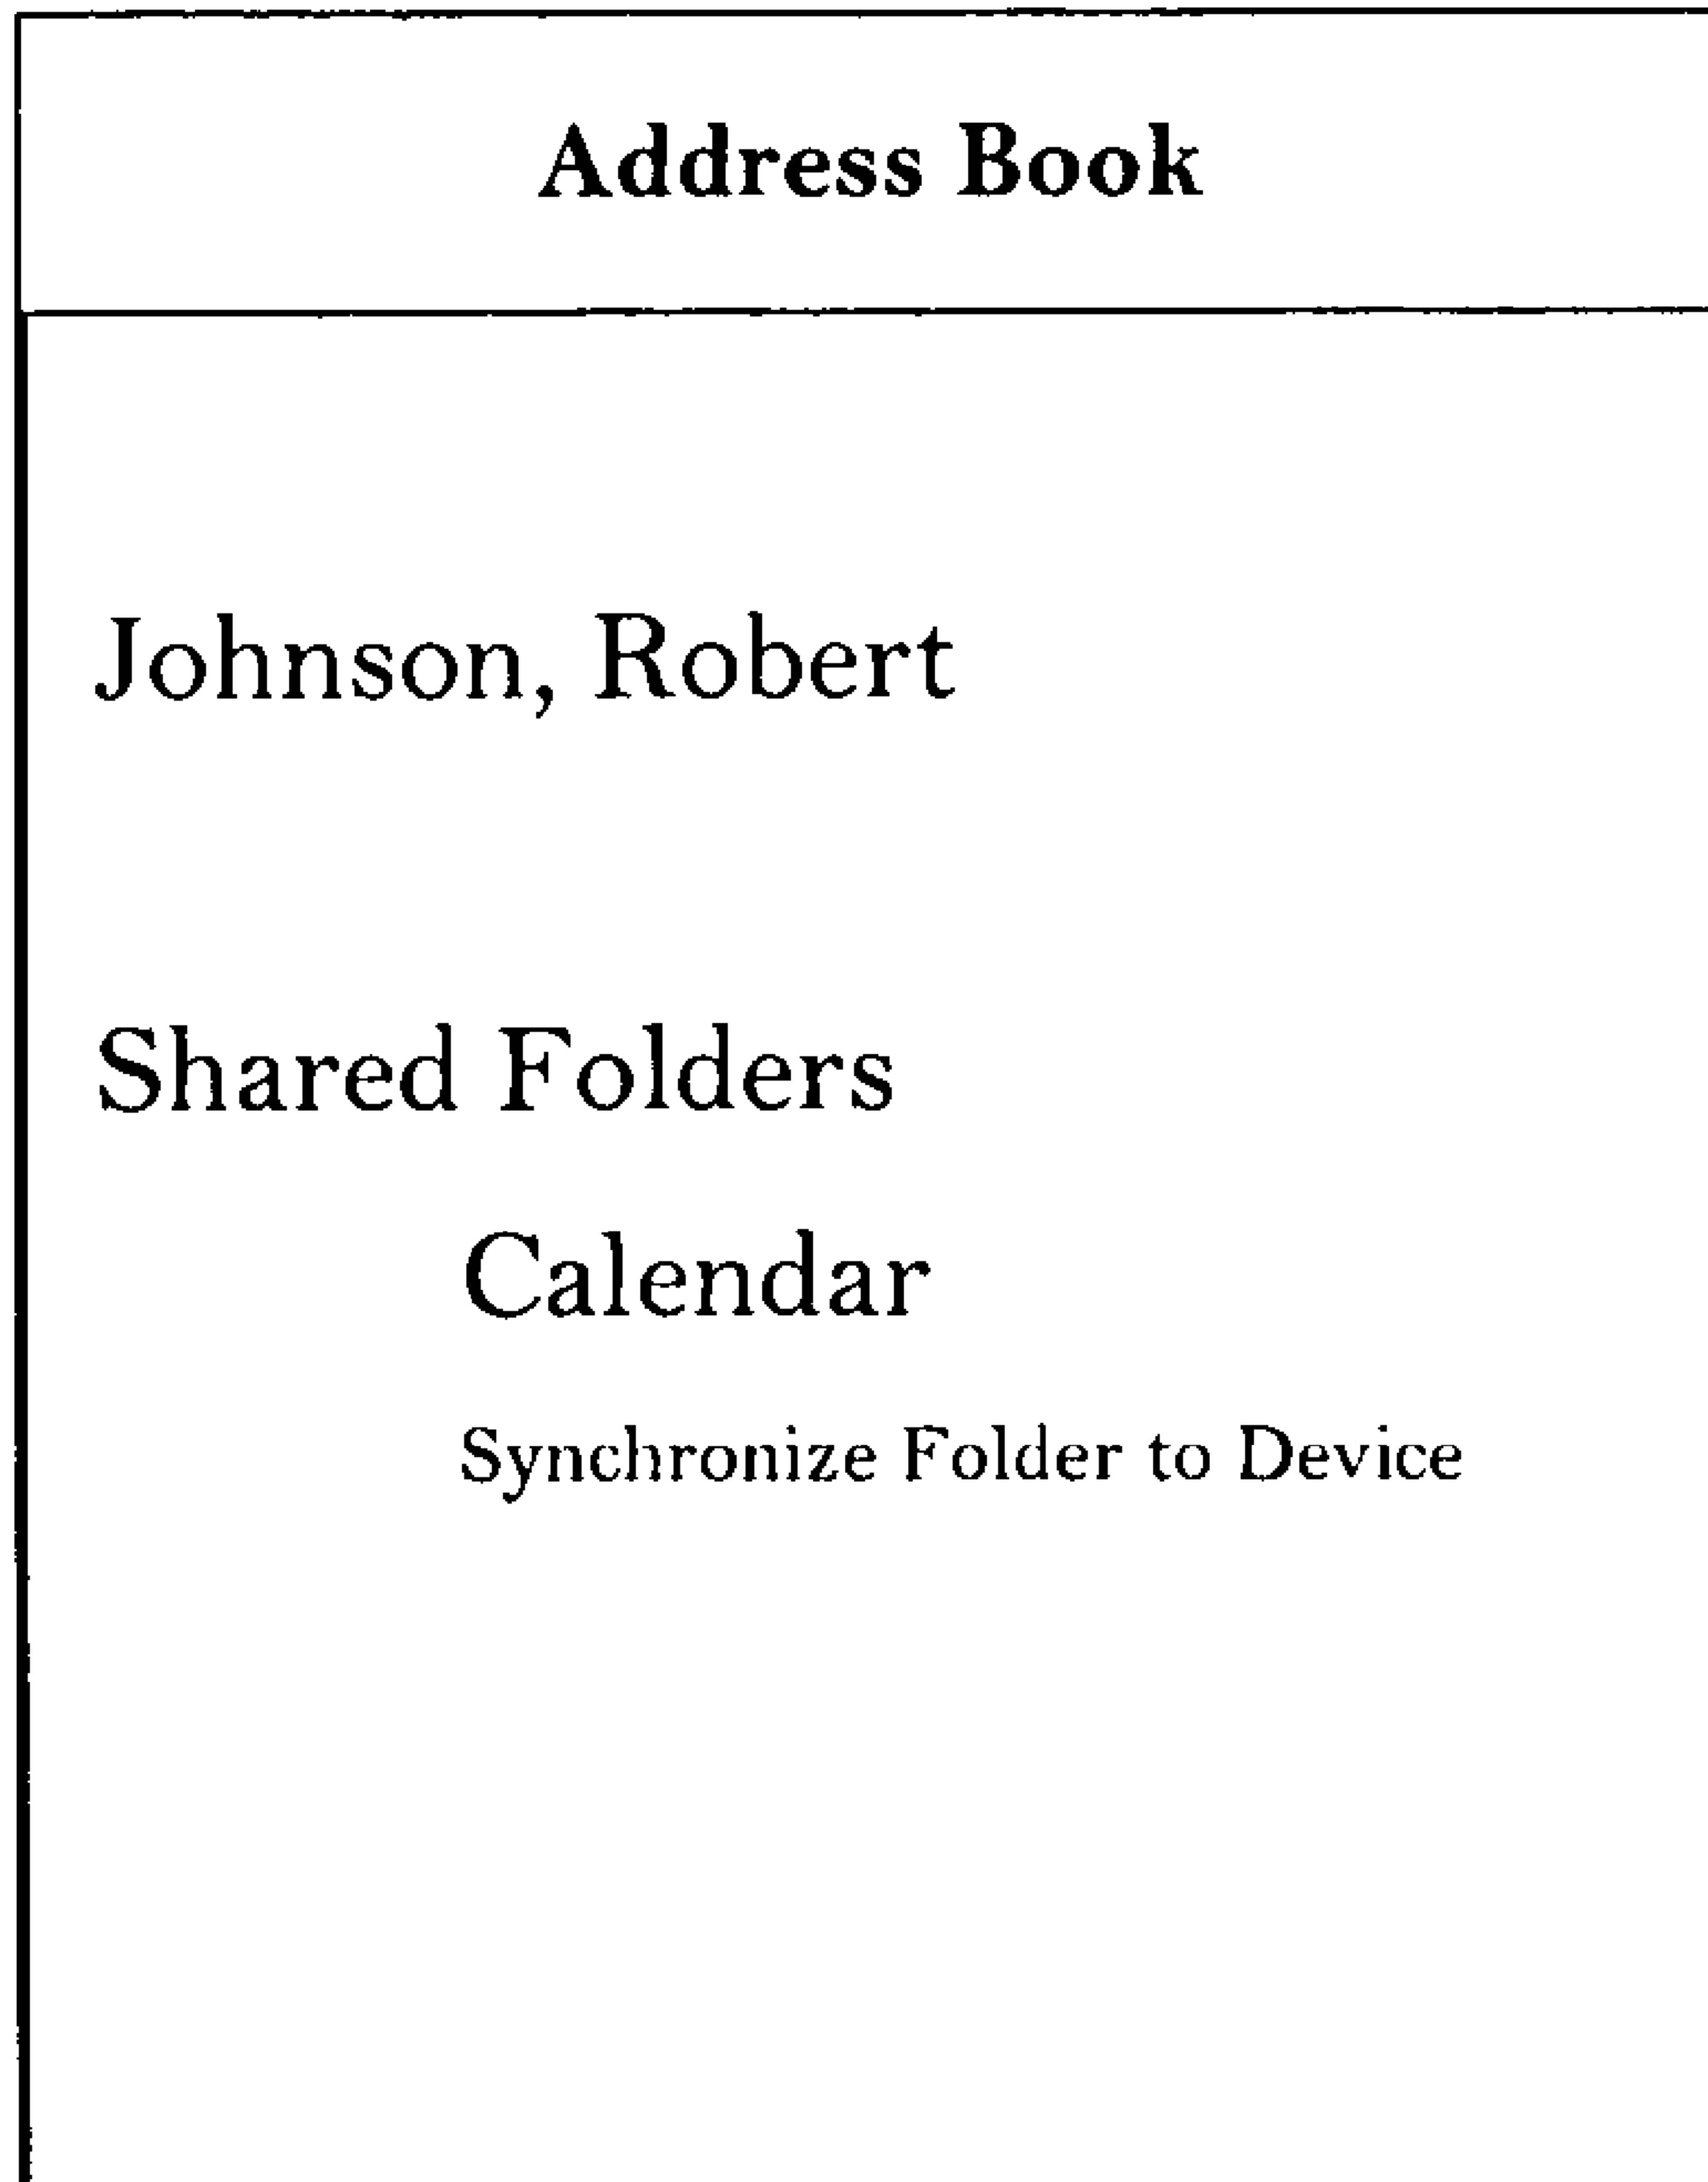 Address Book
Johnson, Robert
Shared Folders
Calendar
Synchronize Folder to Device